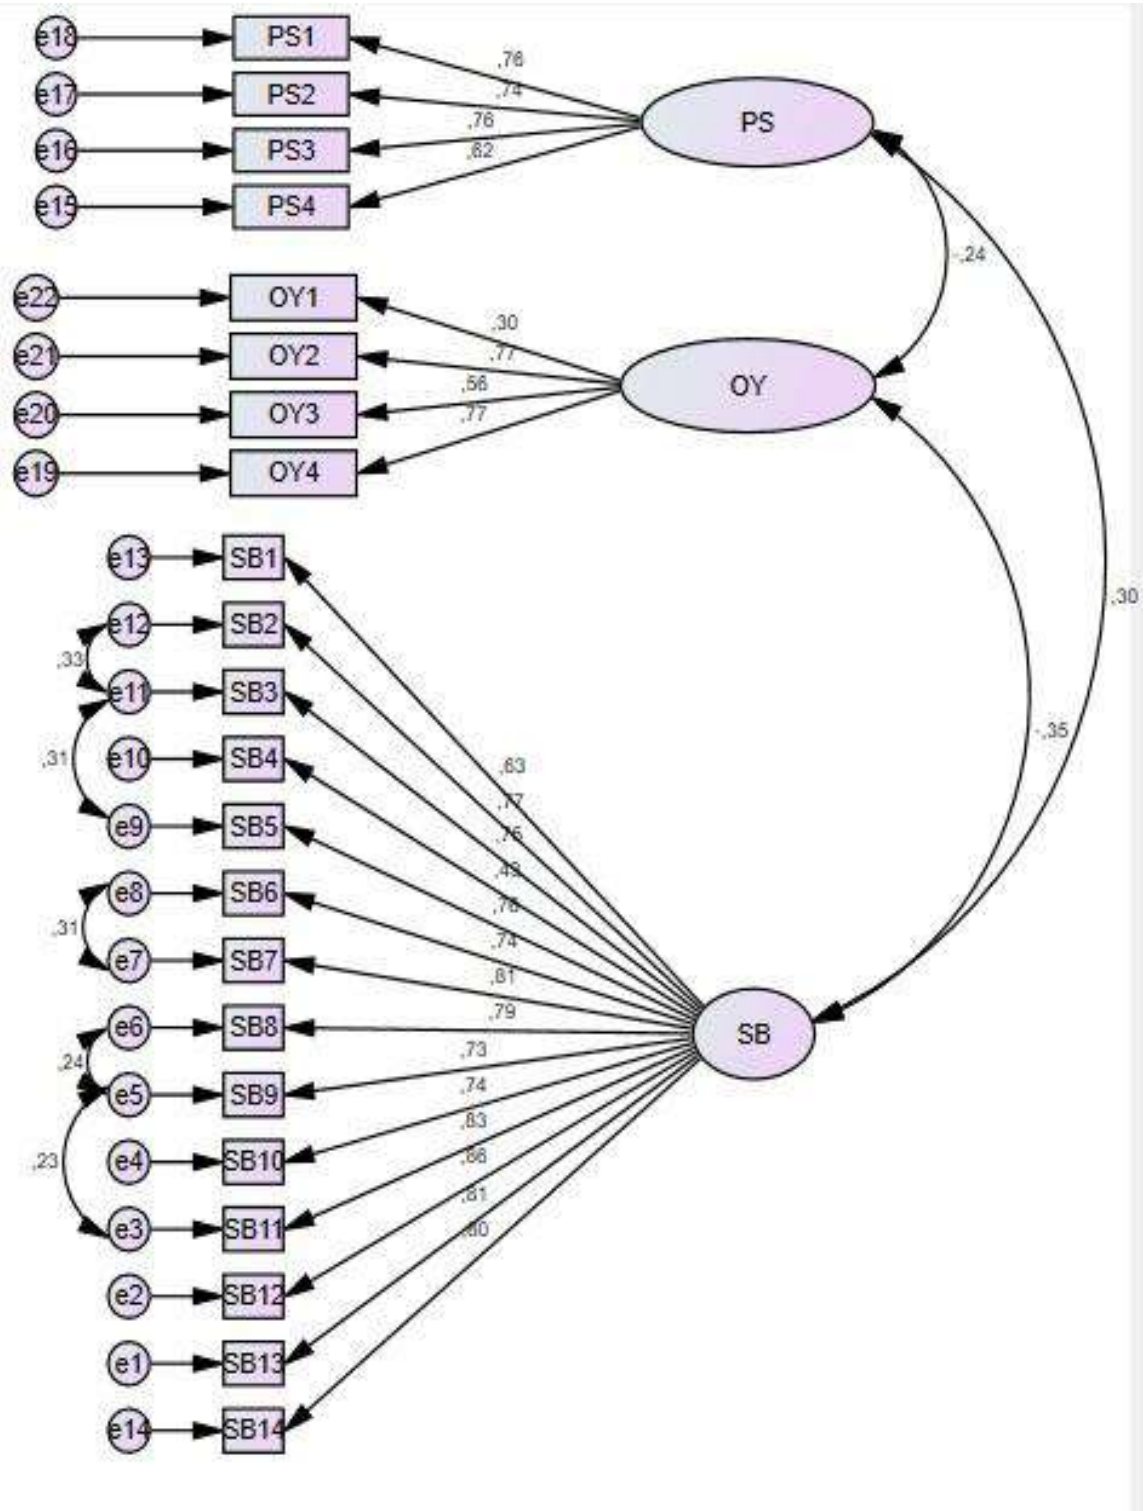 e18 PS1
,76
e17 PS2
,74
PS
e16 PS3
,76
e15 PS4
,62
-,24
e22 OY1
,30
e21 OY2
,77
OY
e20 OY3
,56
e19 OY4
,77
e13 SB1
,30
e12 SB2
,33
e11 SB3
-,35
,31
e10 SB4
,63
e9 SB5
,77
,75
e8 SB6
,43
,76
,31
e7 SB7
,74
,81
e6 SB8
,79
SB
,24
e5 SB9
,73
,74
e4 SB10
,83
,23
,86
e3 SB11
,81
e2 SB12
e1 SB13
e14 SB14